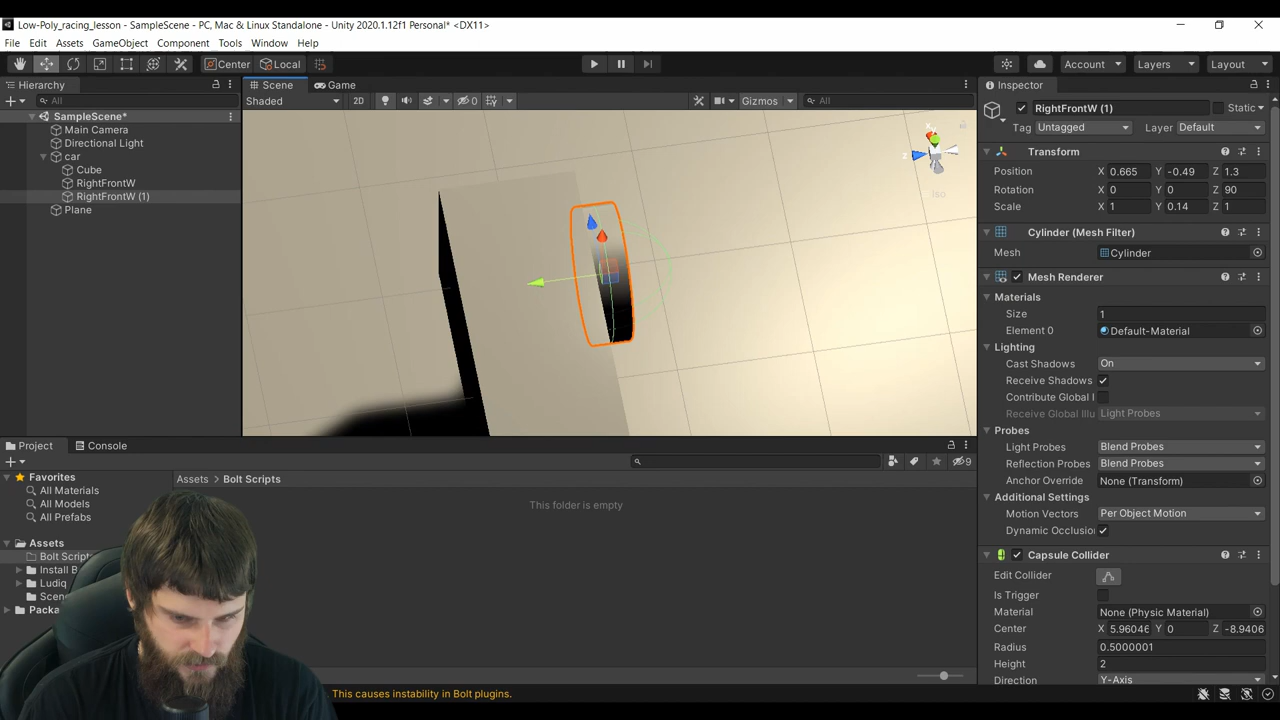 Low-Poly_racing_lesson - SampleScene - PC, Mac & Linux Standalone - Unity 2020.1.12f1 Personal* <DX11>
File Edit Assets GameObject Component Tools Window Help
Center Local Account Layers Layout
Hierarchy Scene Game Inspector
All Shaded 2D 0 Gizmos All
RightFrontW (1) Static
Tag Untagged Layer Default
SampleScene*
Main Camera
Directional Light
car
Cube
RightFrontW
RightFrontW (1)
Plane
Iso
Transform
Position X 0.665 Y -0.49 Z 1.3
Rotation X 0 Y 0 Z 90
Scale X 1 Y 0.14 Z 1
Cylinder (Mesh Filter)
Mesh Cylinder
Mesh Renderer
Materials
Size 1
Element 0 Default-Material
Lighting
Cast Shadows On
Receive Shadows
Contribute Global I
Receive Global Illu Light Probes
Probes
Light Probes Blend Probes
Reflection Probes Blend Probes
Anchor Override None (Transform)
Additional Settings
Motion Vectors Per Object Motion
Dynamic Occlusion
Capsule Collider
Edit Collider
Is Trigger
Material None (Physic Material)
Center X 5.96046 Y 0 Z -8.9406
Radius 0.5000001
Height 2
Direction Y-Axis
Project Console
9
Favorites
All Materials
All Models
All Prefabs
Assets
Bolt Scripts
Install B
Ludiq
Scen
Packa
Assets > Bolt Scripts
This folder is empty
This causes instability in Bolt plugins.